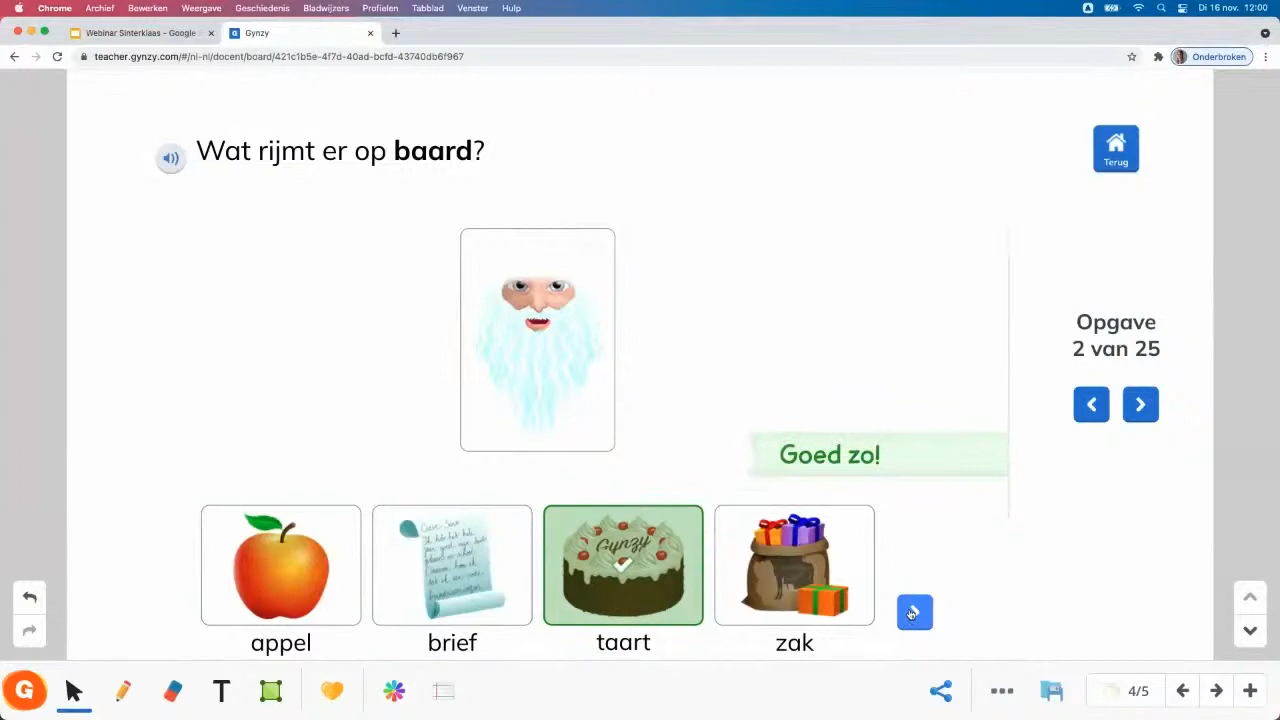 Chrome Archief Bewerken Weergave Geschiedenis Bladwijzers Profielen Tabblad Venster Hulp Di 16 nov. 12:00
Webinar Sinterklaas - Google Gynzy
teacher.gynzy.com/#/nl-nl/docent/board/421c1b5e-4f7d-40ad-bcfd-43740db6f967 Onderbroken
Wat rijmt er op baard?
Terug
Opgave
2 van 25
Goed zo!
Gynzy
appel brief taart zak
G T 4/5